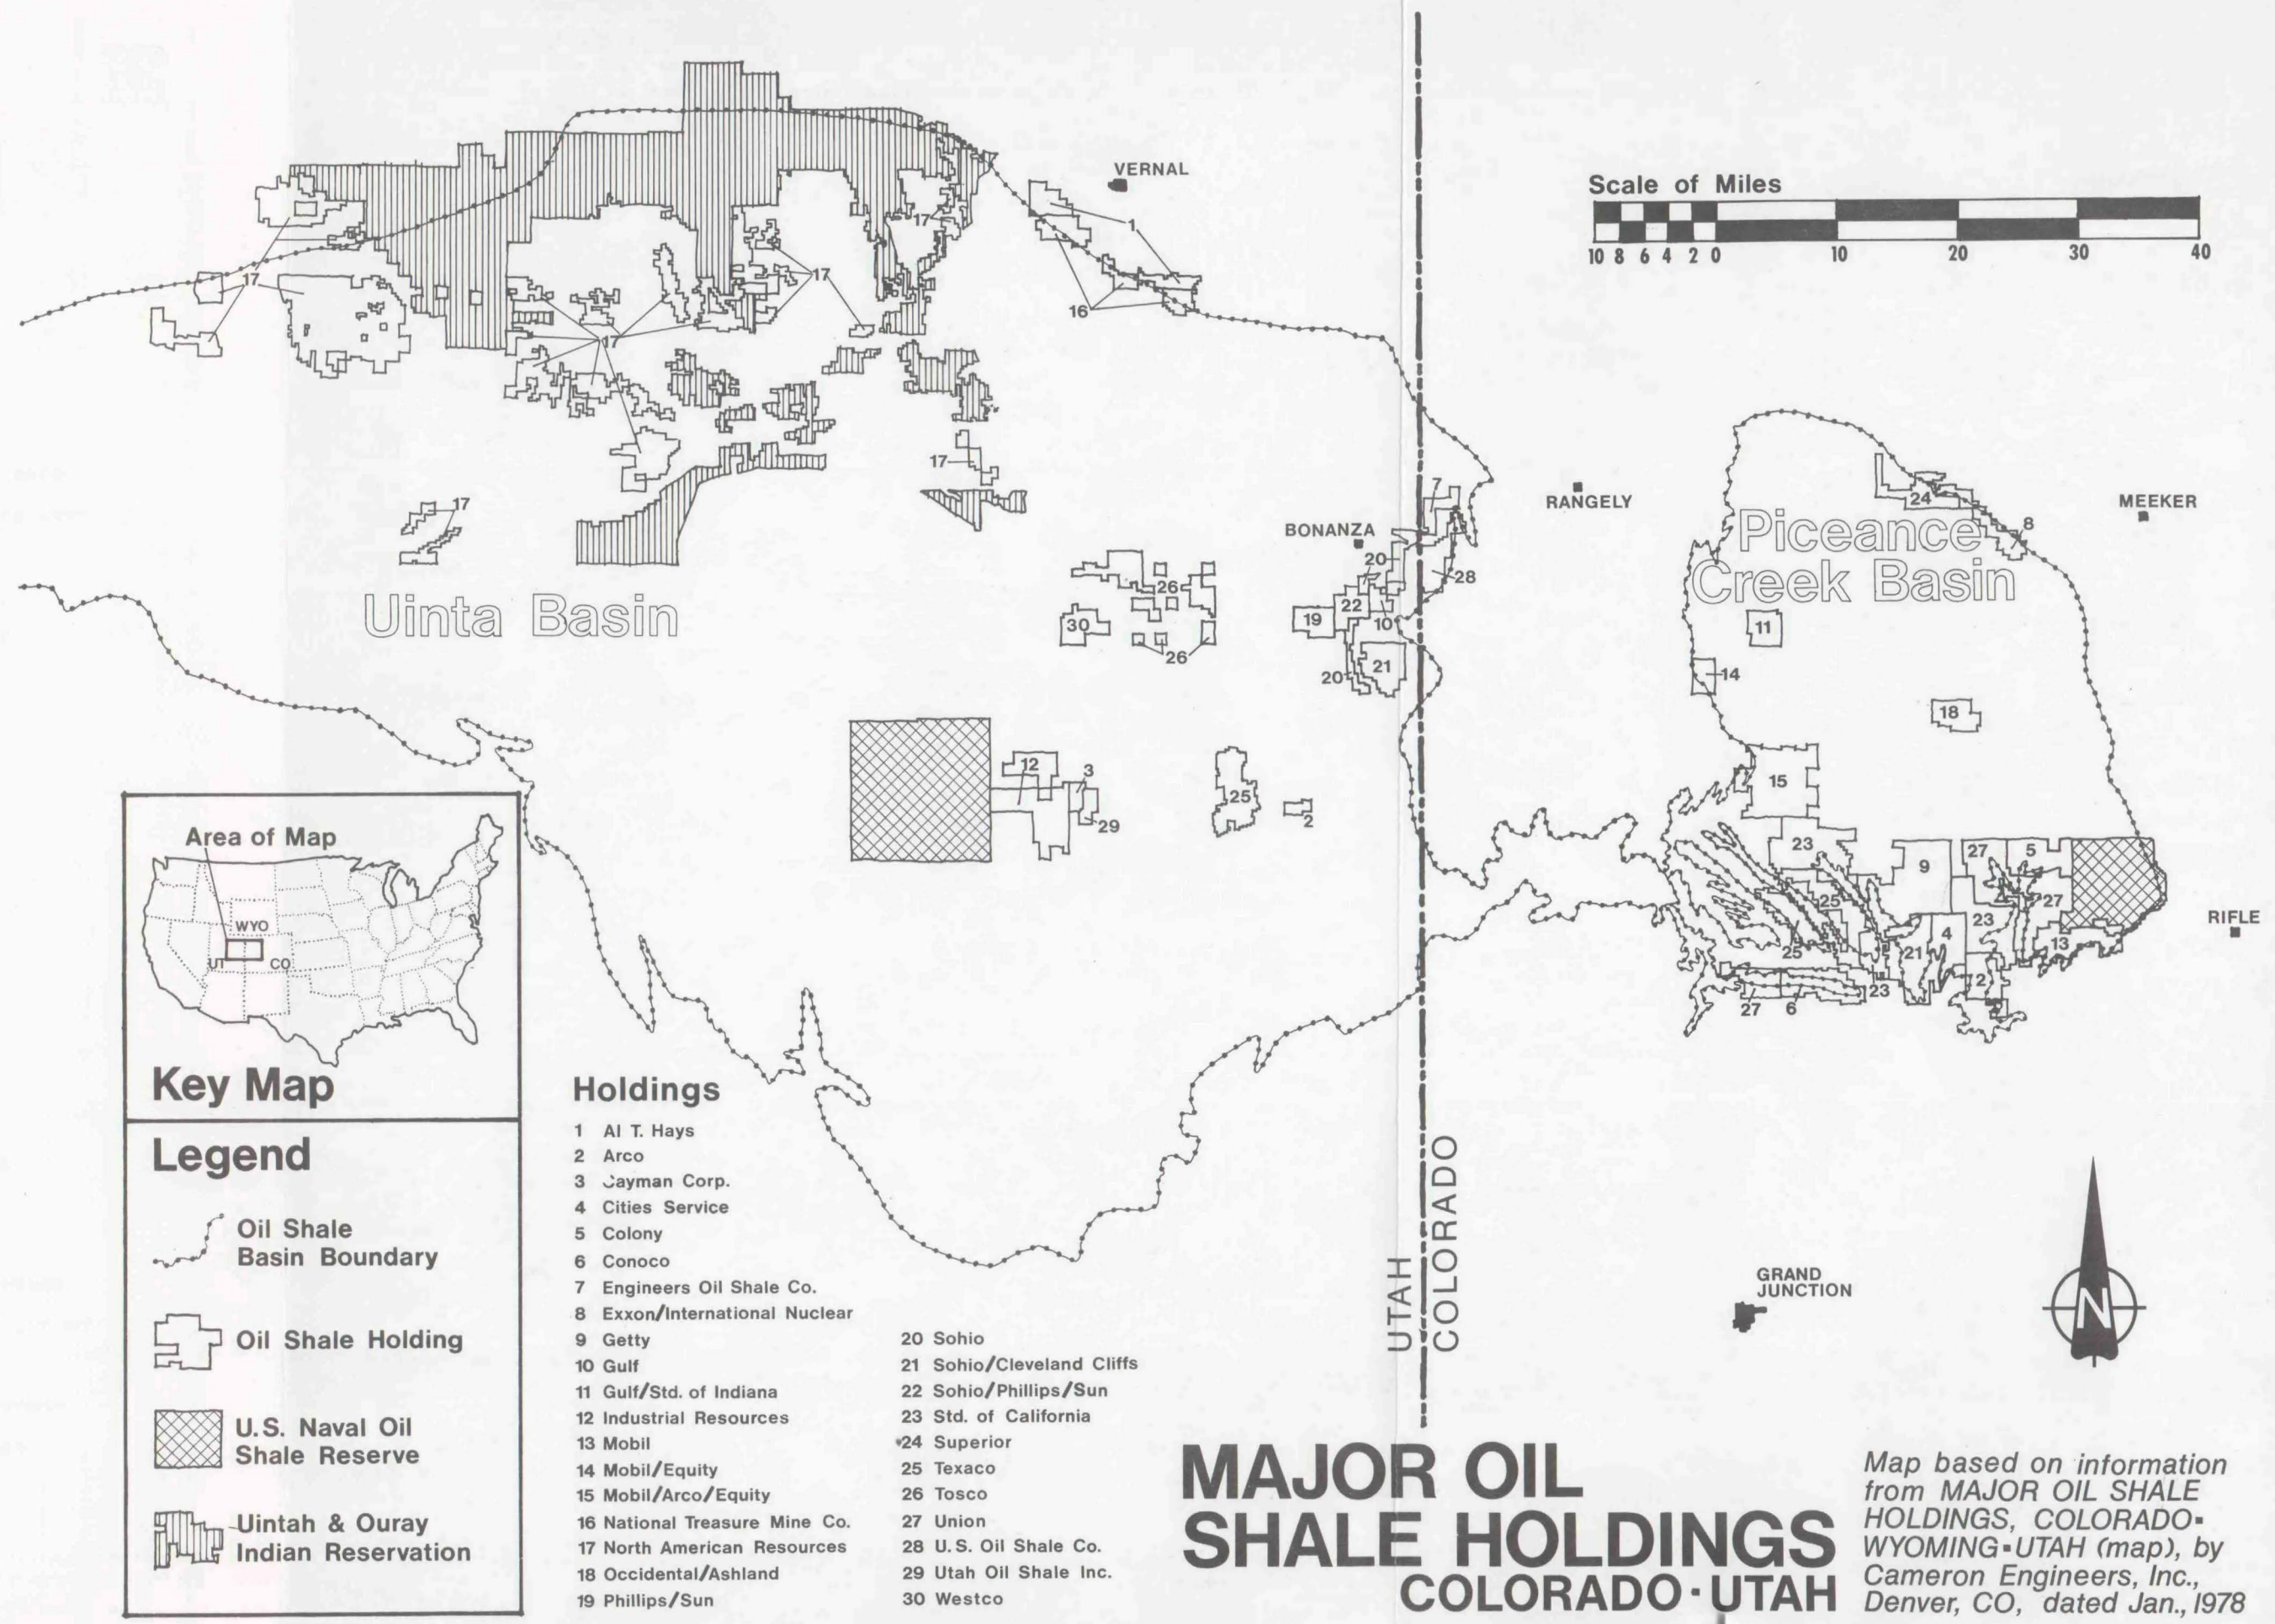 VERNAL
Scale of Miles
10 8 6 4 2 0 10 20 30 40
17
1
17
17
16
17
17
17
RANGELY
MEEKER
24
8
7
BONANZA
20
28
Piceance
Creek Basin
Uinta Basin
26
30
26
22
19
10
11
21
20
14
18
12
3
29
25
2
15
23
9
27
5
25
27
23
4
13
25
21
2
23
27
6
RIFLE
Area of Map
WYO
UT
CO
Key Map
Legend
Oil Shale
Basin Boundary
Oil Shale Holding
U.S. Naval Oil
Shale Reserve
Uintah & Ouray
Indian Reservation
Holdings
1 Al T. Hays
2 Arco
3 Cayman Corp.
4 Cities Service
5 Colony
6 Conoco
7 Engineers Oil Shale Co.
8 Exxon/International Nuclear
9 Getty
10 Gulf
11 Gulf/Std. of Indiana
12 Industrial Resources
13 Mobil
14 Mobil/Equity
15 Mobil/Arco/Equity
16 National Treasure Mine Co.
17 North American Resources
18 Occidental/Ashland
19 Phillips/Sun
20 Sohio
21 Sohio/Cleveland Cliffs
22 Sohio/Phillips/Sun
23 Std. of California
24 Superior
25 Texaco
26 Tosco
27 Union
28 U.S. Oil Shale Co.
29 Utah Oil Shale Inc.
30 Westco
UTAH
COLORADO
GRAND
JUNCTION
N
MAJOR OIL
SHALE HOLDINGS
COLORADO·UTAH
Map based on information
from MAJOR OIL SHALE
HOLDINGS, COLORADO-
WYOMING-UTAH (map), by
Cameron Engineers, Inc.,
Denver, CO, dated Jan., 1978